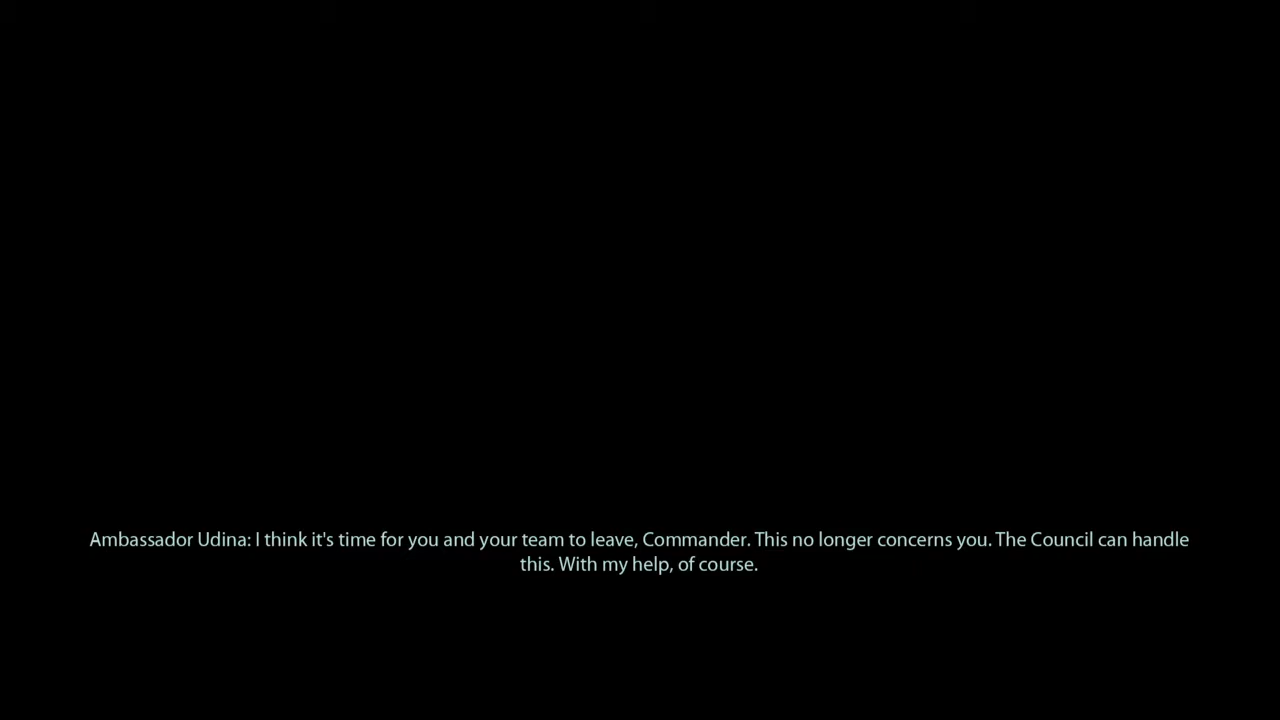 Ambassador Udina: I think it's time for you and your team to leave, Commander. This no longer concerns you. The Council can handle
this. With my help, of course.